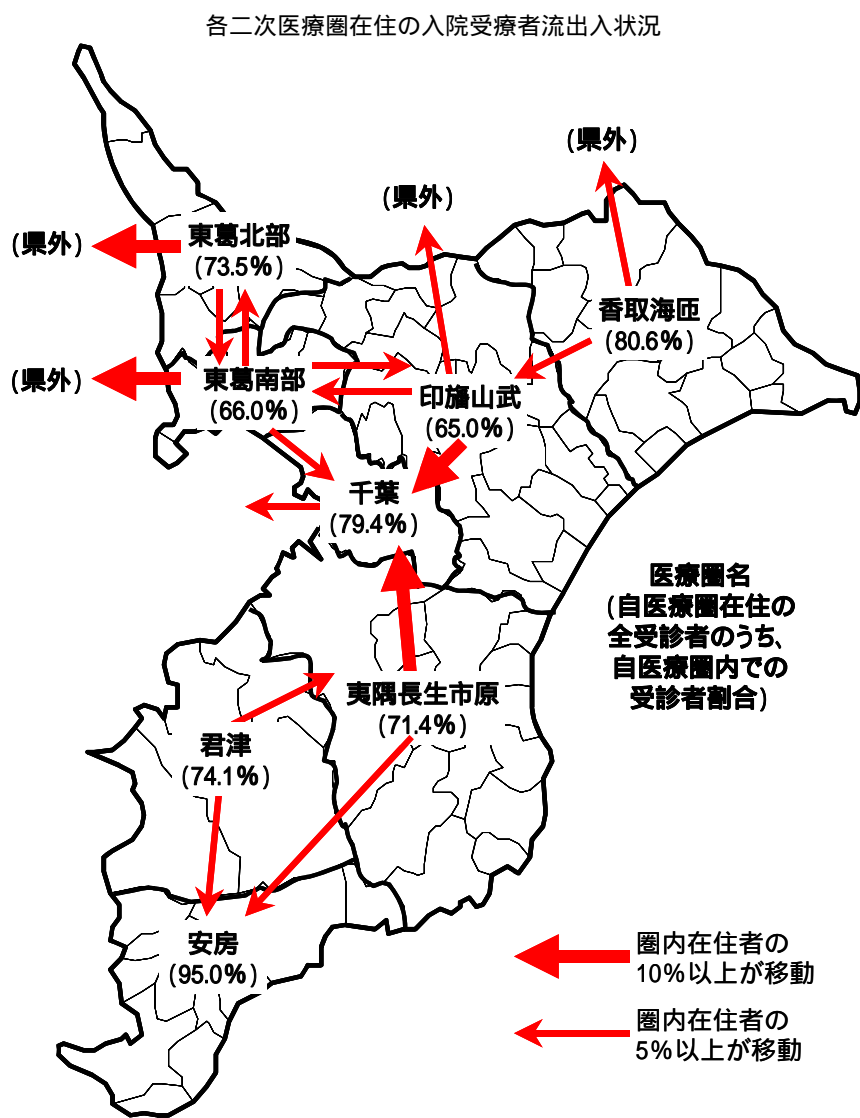 各二次医療圏在住の入院受療者流出入状況
(県外)
(県外)
(県外)
東葛北部
(73.5%)
香取海匝
(80.6%)
(県外)
東葛南部
(66.0%)
印旛山武
(65.0%)
千葉
(79.4%)
医療圏名
(自医療圏在住の
全受診者のうち、
自医療圏内での
受診者割合)
夷隅長生市原
(71.4%)
君津
(74.1%)
安房
(95.0%)
圏内在住者の
10%以上が移動
圏内在住者の
5%以上が移動